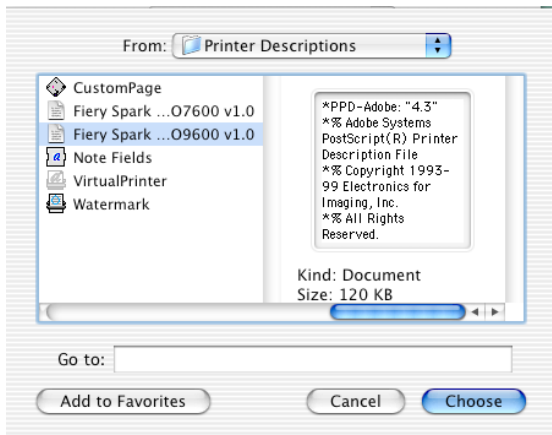 From: Printer Descriptions
CustomPage
Fiery Spark ...O7600 v1.0
Fiery Spark ...O9600 v1.0
Note Fields
VirtualPrinter
Watermark
*PPD-Adobe: "4.3"
*% Adobe Systems
PostScript(R) Printer
Description File
*% Copyright 1993-
99 Electronics for
Imaging, Inc.
*% All Rights
Reserved.
Kind: Document
Size: 120 KB
Go to:
Add to Favorites Cancel Choose